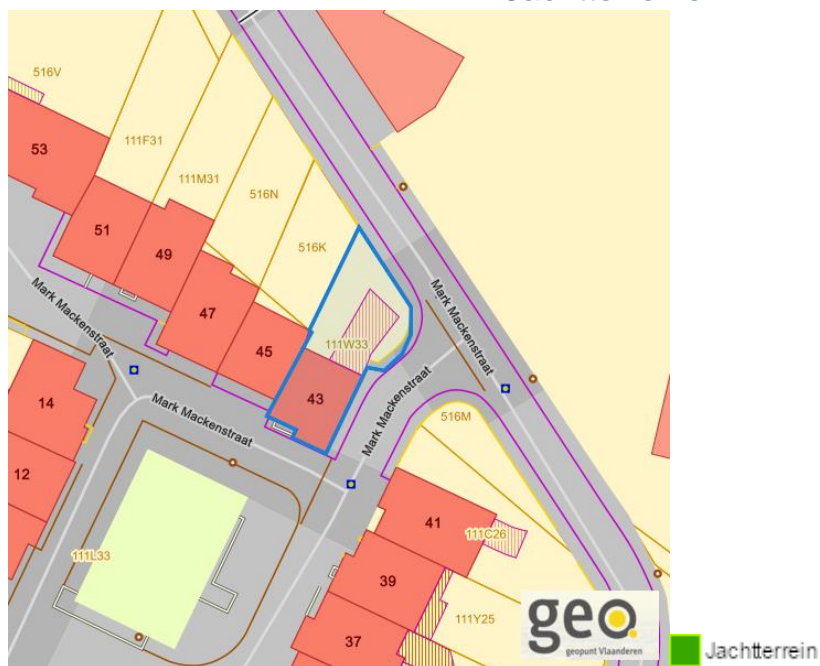 516V
53
111F31
111M31
516N
51
49
516K
Mark Mackenstraat
47
Mark Mackenstraat
111W33
45
43
Mark Mackenstraat
14
Mark Mackenstraat
516M
12
41
111C26
111L33
39
37
111Y25
geo
geopunt Vlaanderen
Jachtterrein